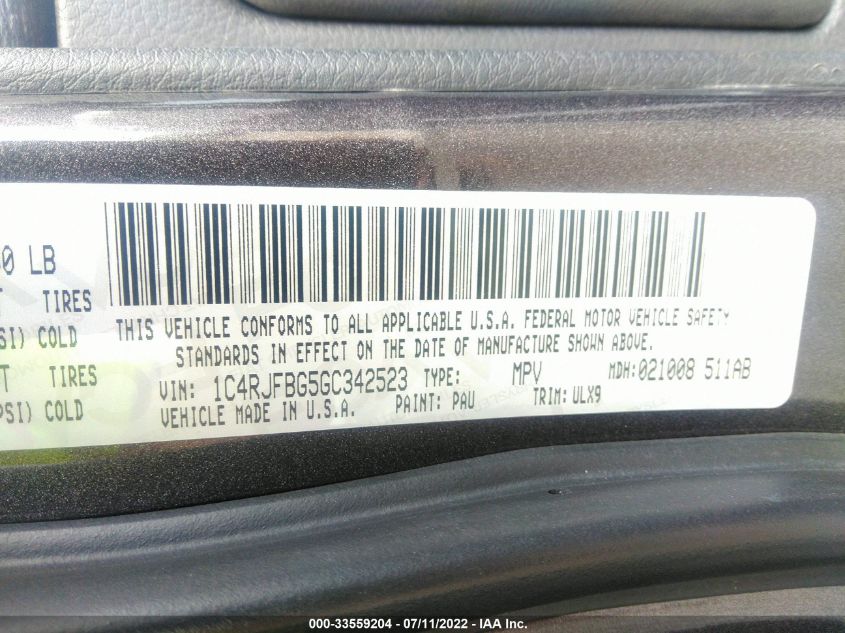 0 LB
TIRES
SI) COLD
TIRES
PSI) COLD
THIS VEHICLE CONFORMS TO ALL APPLICABLE U.S.A. FEDERAL MOTOR VEHICLE SAFETY
STANDARDS IN EFFECT ON THE DATE OF MANUFACTURE SHOWN ABOVE.
VIN: 1C4RJFBG5GC342523 TYPE: MPV MDH:021008 511AB
VEHICLE MADE IN U.S.A. PAINT: PAU TRIM:ULX9
000-33559204 - 07/11/2022 - IAA Inc.